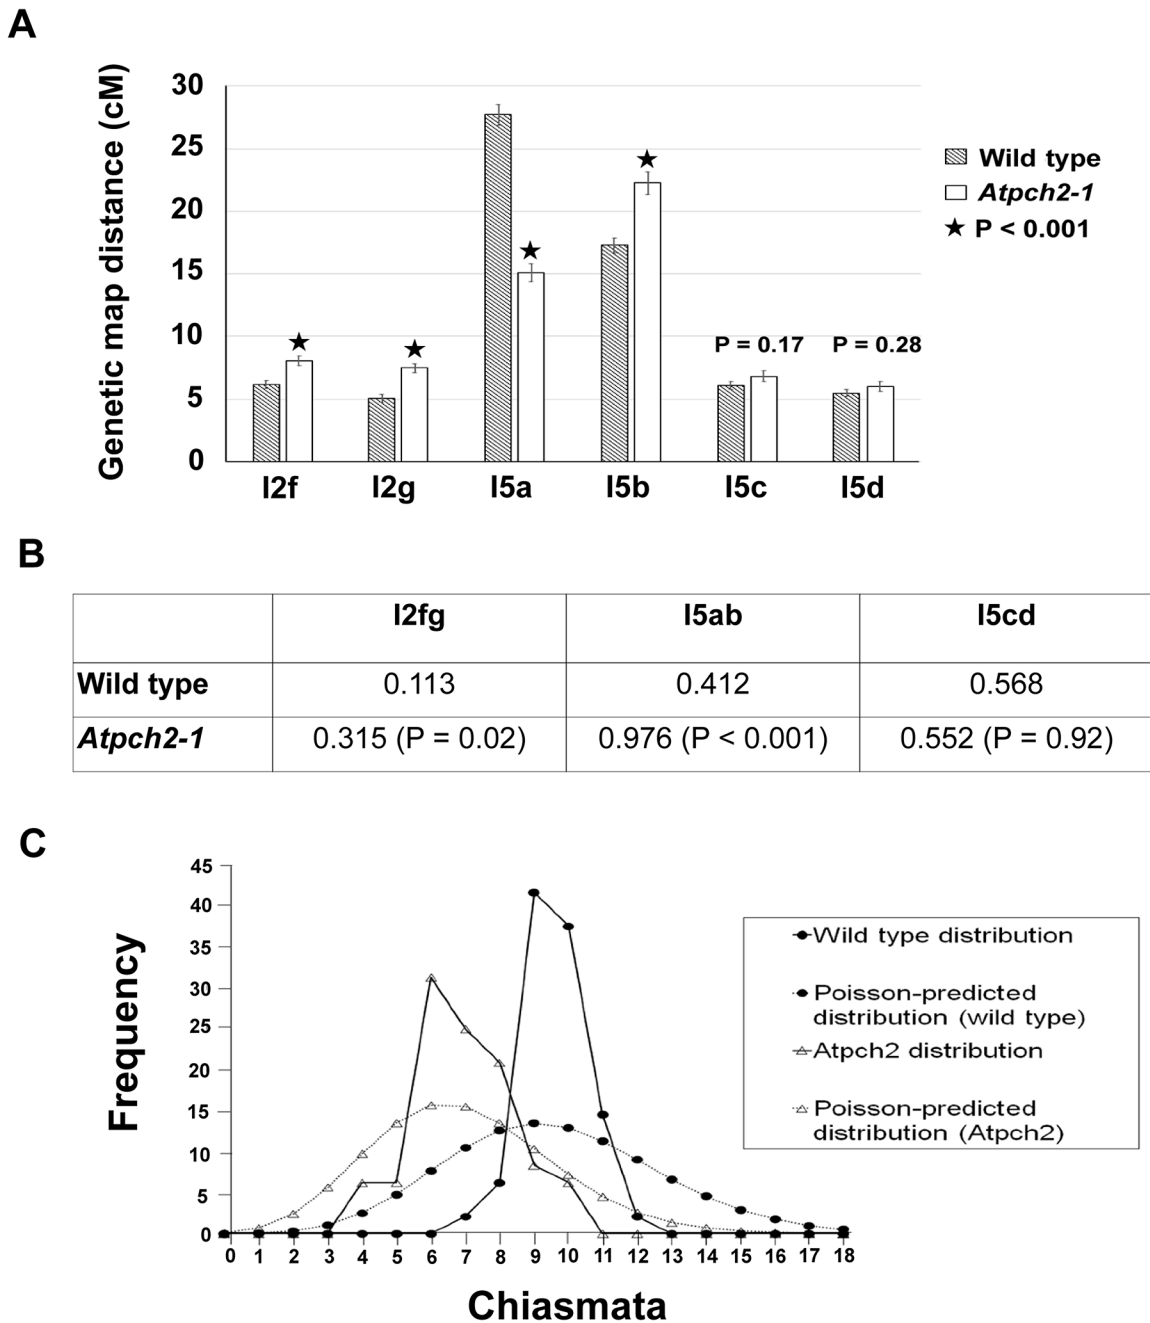 A
Genetic map distance (cM)
30
25
20
15
10
5
0
P = 0.17
P = 0.28
I2f
I2g
I5a
I5b
I5c
I5d
Wild type
Atpch2-1
★ P < 0.001
B
I2fg I5ab I5cd
Wild type 0.113 0.412 0.568
Atpch2-1 0.315 (P = 0.02) 0.976 (P < 0.001) 0.552 (P = 0.92)
C
Frequency
45
40
35
30
25
20
15
10
5
0
0 1 2 3 4 5 6 7 8 9 10 11 12 13 14 15 16 17 18
Chiasmata
Wild type distribution
Poisson-predicted
distribution (wild type)
Atpch2 distribution
Poisson-predicted
distribution (Atpch2)